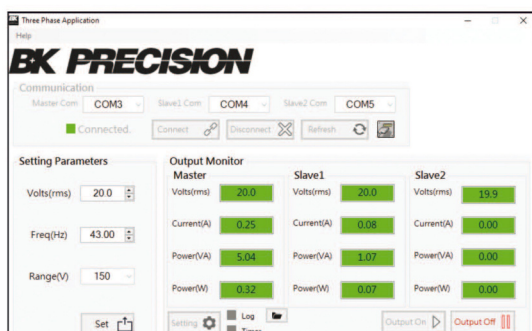 Three Phase Application
Help
BK PRECISION
Communication
Master Com COM3 Slave1 Com COM4 Slave2 Com COM5
Connected. Connect Disconnect Refresh
Setting Parameters
Volts(rms) 20.0
Freq(Hz) 43.00
Range(V) 150
Set
Output Monitor
Master Slave1 Slave2
Volts(rms) 20.0 Volts(rms) 20.0 Volts(rms) 19.9
Current(A) 0.25 Current(A) 0.08 Current(A) 0.00
Power(VA) 5.04 Power(VA) 1.07 Power(VA) 0.00
Power(W) 0.32 Power(W) 0.07 Power(W) 0.00
Setting Log Output On Output Off
Timer